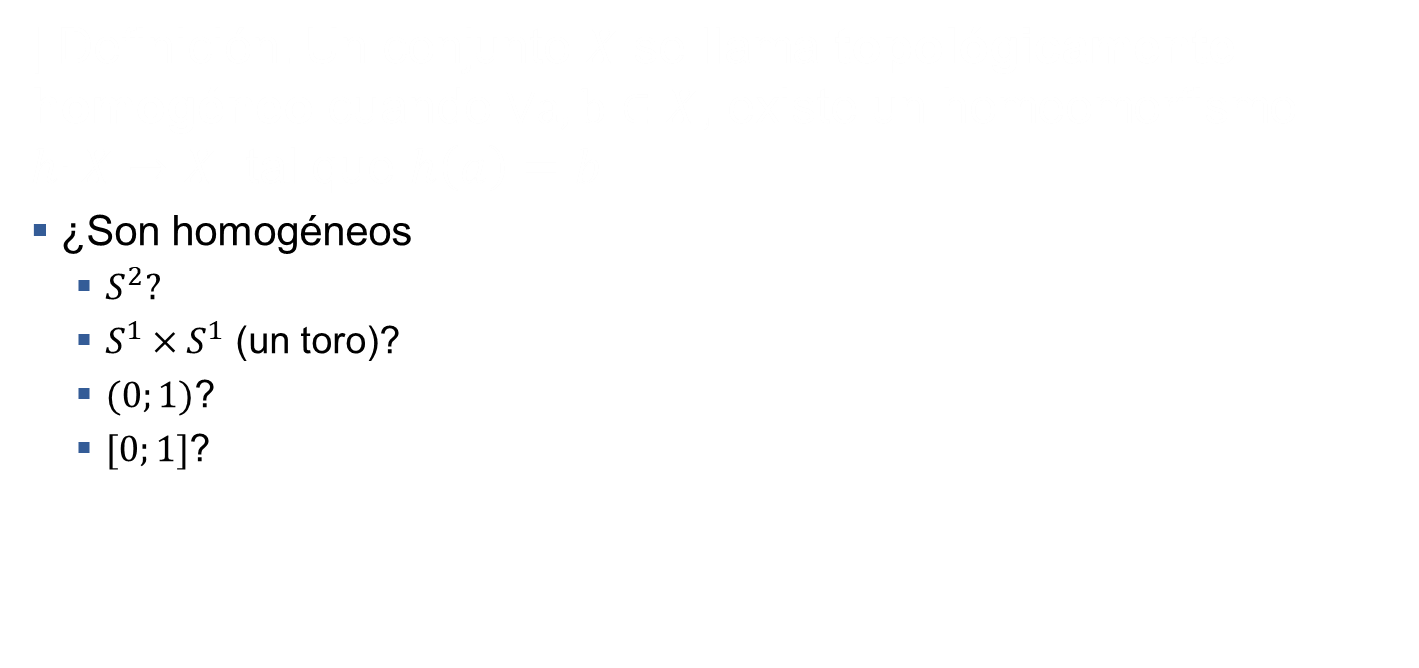 ¿Son homogéneos
S²?
S¹ × S¹ (un toro)?
(0; 1)?
[0; 1]?